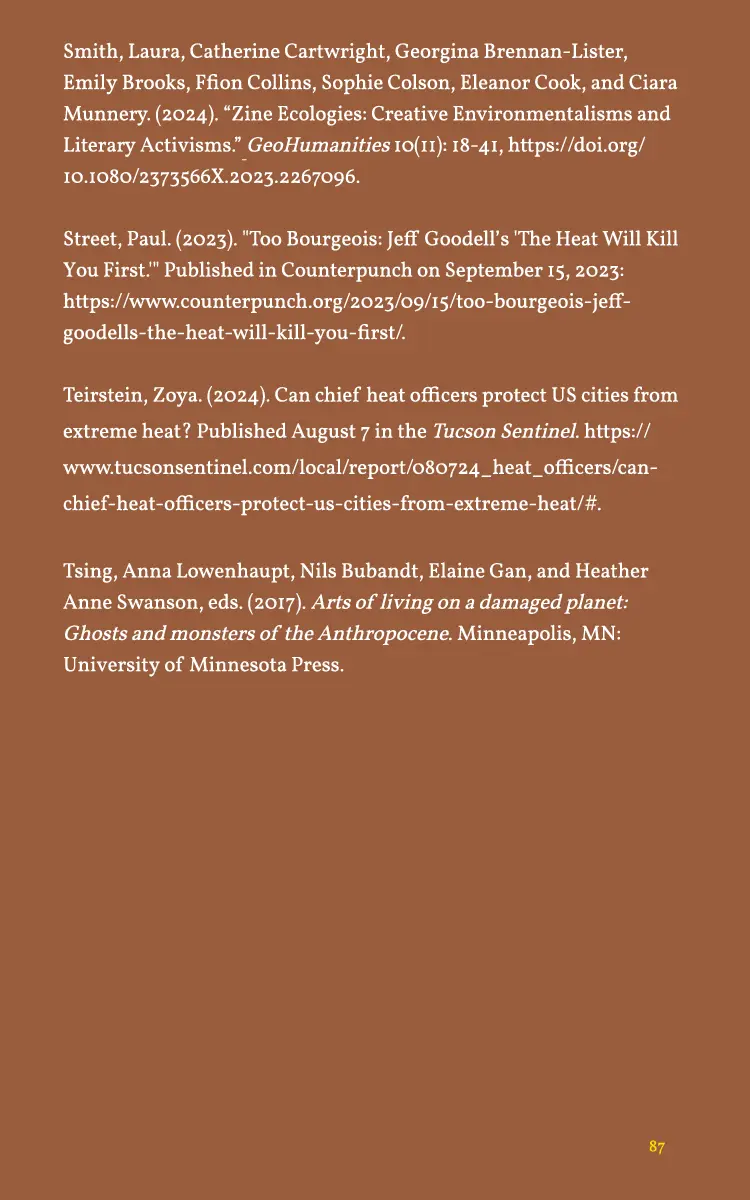 Smith, Laura, Catherine Cartwright, Georgina Brennan-Lister,
Emily Brooks, Ffion Collins, Sophie Colson, Eleanor Cook, and Ciara
Munnery. (2024). “Zine Ecologies: Creative Environmentalisms and
Literary Activisms.” GeoHumanities 10(11): 18-41, https://doi.org/
10.1080/2373566X.2023.2267096.
Street, Paul. (2023). "Too Bourgeois: Jeff Goodell’s 'The Heat Will Kill
You First.'" Published in Counterpunch on September 15, 2023:
https://www.counterpunch.org/2023/09/15/too-bourgeois-jeff-
goodells-the-heat-will-kill-you-first/.
Teirstein, Zoya. (2024). Can chief heat officers protect US cities from
extreme heat? Published August 7 in the Tucson Sentinel. https://
www.tucsonsentinel.com/local/report/080724_heat_officers/can-
chief-heat-officers-protect-us-cities-from-extreme-heat/#.
Tsing, Anna Lowenhaupt, Nils Bubandt, Elaine Gan, and Heather
Anne Swanson, eds. (2017). Arts of living on a damaged planet:
Ghosts and monsters of the Anthropocene. Minneapolis, MN:
University of Minnesota Press.
87